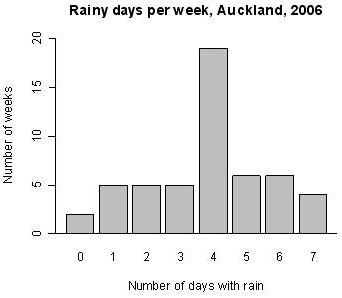 Rainy days per week, Auckland, 2006
Number of weeks
20
15
10
5
0
0 1 2 3 4 5 6 7
Number of days with rain